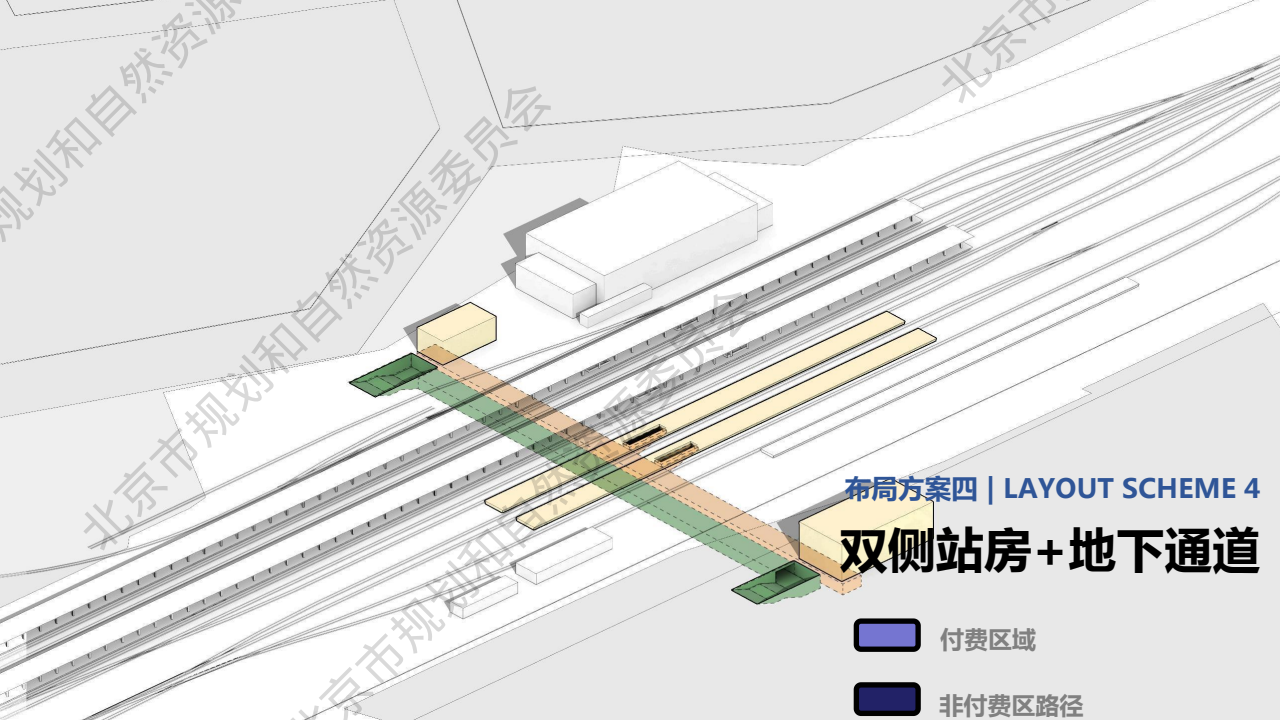 北京市规划和自然资源委员会
北京市规划和自然资源委员会
北京市规划和自然资源委员会
北京市
布局方案四 | LAYOUT SCHEME 4
双侧站房+地下通道
付费区域
非付费区路径